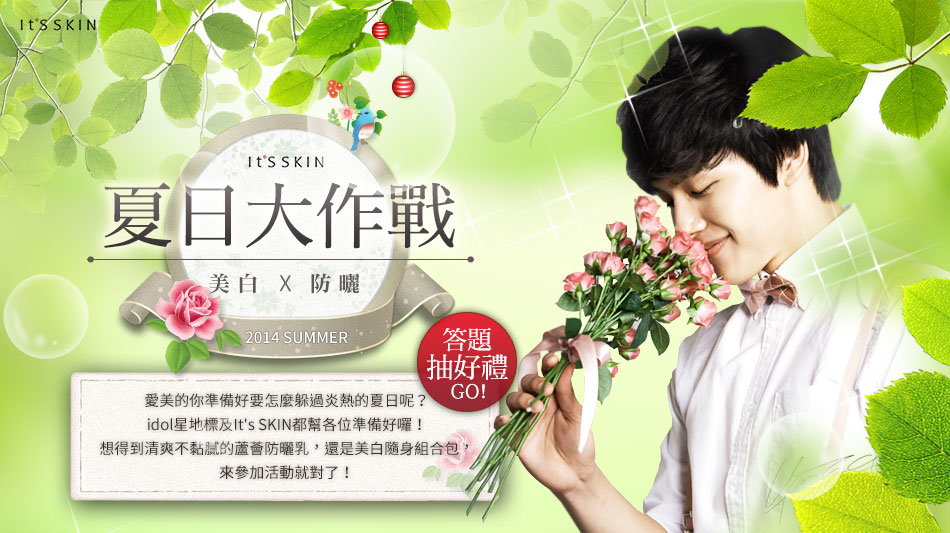 It'S SKIN
It'S SKIN
夏日大作戰
美白 X 防曬
2014 SUMMER
答題
抽好禮
GO!
愛美的你準備好要怎麼躲過炎熱的夏日呢？
idol星地標及It's SKIN都幫各位準備好囉！
想得到清爽不黏膩的蘆薈防曬乳，還是美白隨身組合包，
來參加活動就對了！